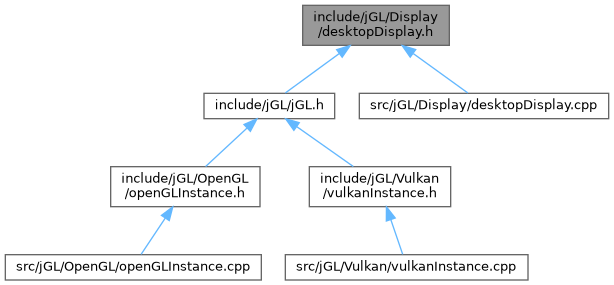 include/jGL/Display
/desktopDisplay.h
include/jGL/jGL.h
src/jGL/Display/desktopDisplay.cpp
include/jGL/OpenGL
/openGLInstance.h
include/jGL/Vulkan
/vulkanInstance.h
src/jGL/OpenGL/openGLInstance.cpp
src/jGL/Vulkan/vulkanInstance.cpp